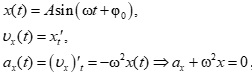 x(t) = A sin(ωt + φ₀),
υₓ(t) = x′ₜ,
aₓ(t) = (υₓ)′ₜ = −ω²x(t) ⇒ aₓ + ω²x = 0.